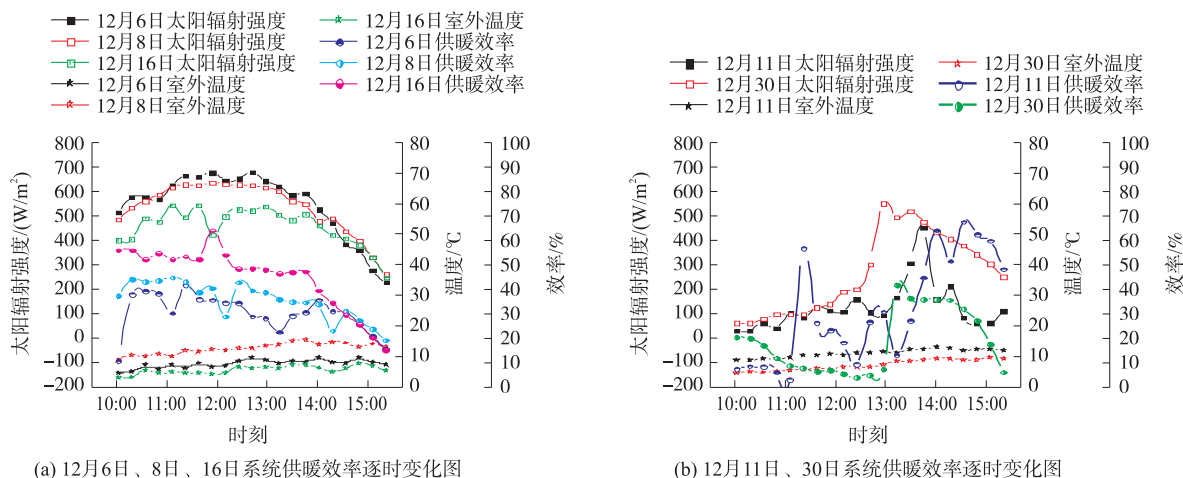 12月6日太阳辐射强度
12月8日太阳辐射强度
12月16日太阳辐射强度
12月6日室外温度
12月8日室外温度
12月16日室外温度
12月6日供暖效率
12月8日供暖效率
12月16日供暖效率
800
700
600
500
400
300
200
100
0
−100
−200
太阳辐射强度/(W/m²)
80
70
60
50
40
30
20
10
0
温度/℃
100
90
80
70
60
50
40
30
20
10
0
效率/%
10:00 11:00 12:00 13:00 14:00 15:00
时刻
(a) 12月6日、8日、16日系统供暖效率逐时变化图
12月11日太阳辐射强度
12月30日太阳辐射强度
12月11日室外温度
12月30日室外温度
12月11日供暖效率
12月30日供暖效率
800
700
600
500
400
300
200
100
0
−100
−200
太阳辐射强度/(W/m²)
80
70
60
50
40
30
20
10
0
温度/℃
100
90
80
70
60
50
40
30
20
10
0
效率/%
10:00 11:00 12:00 13:00 14:00 15:00
时刻
(b) 12月11日、30日系统供暖效率逐时变化图